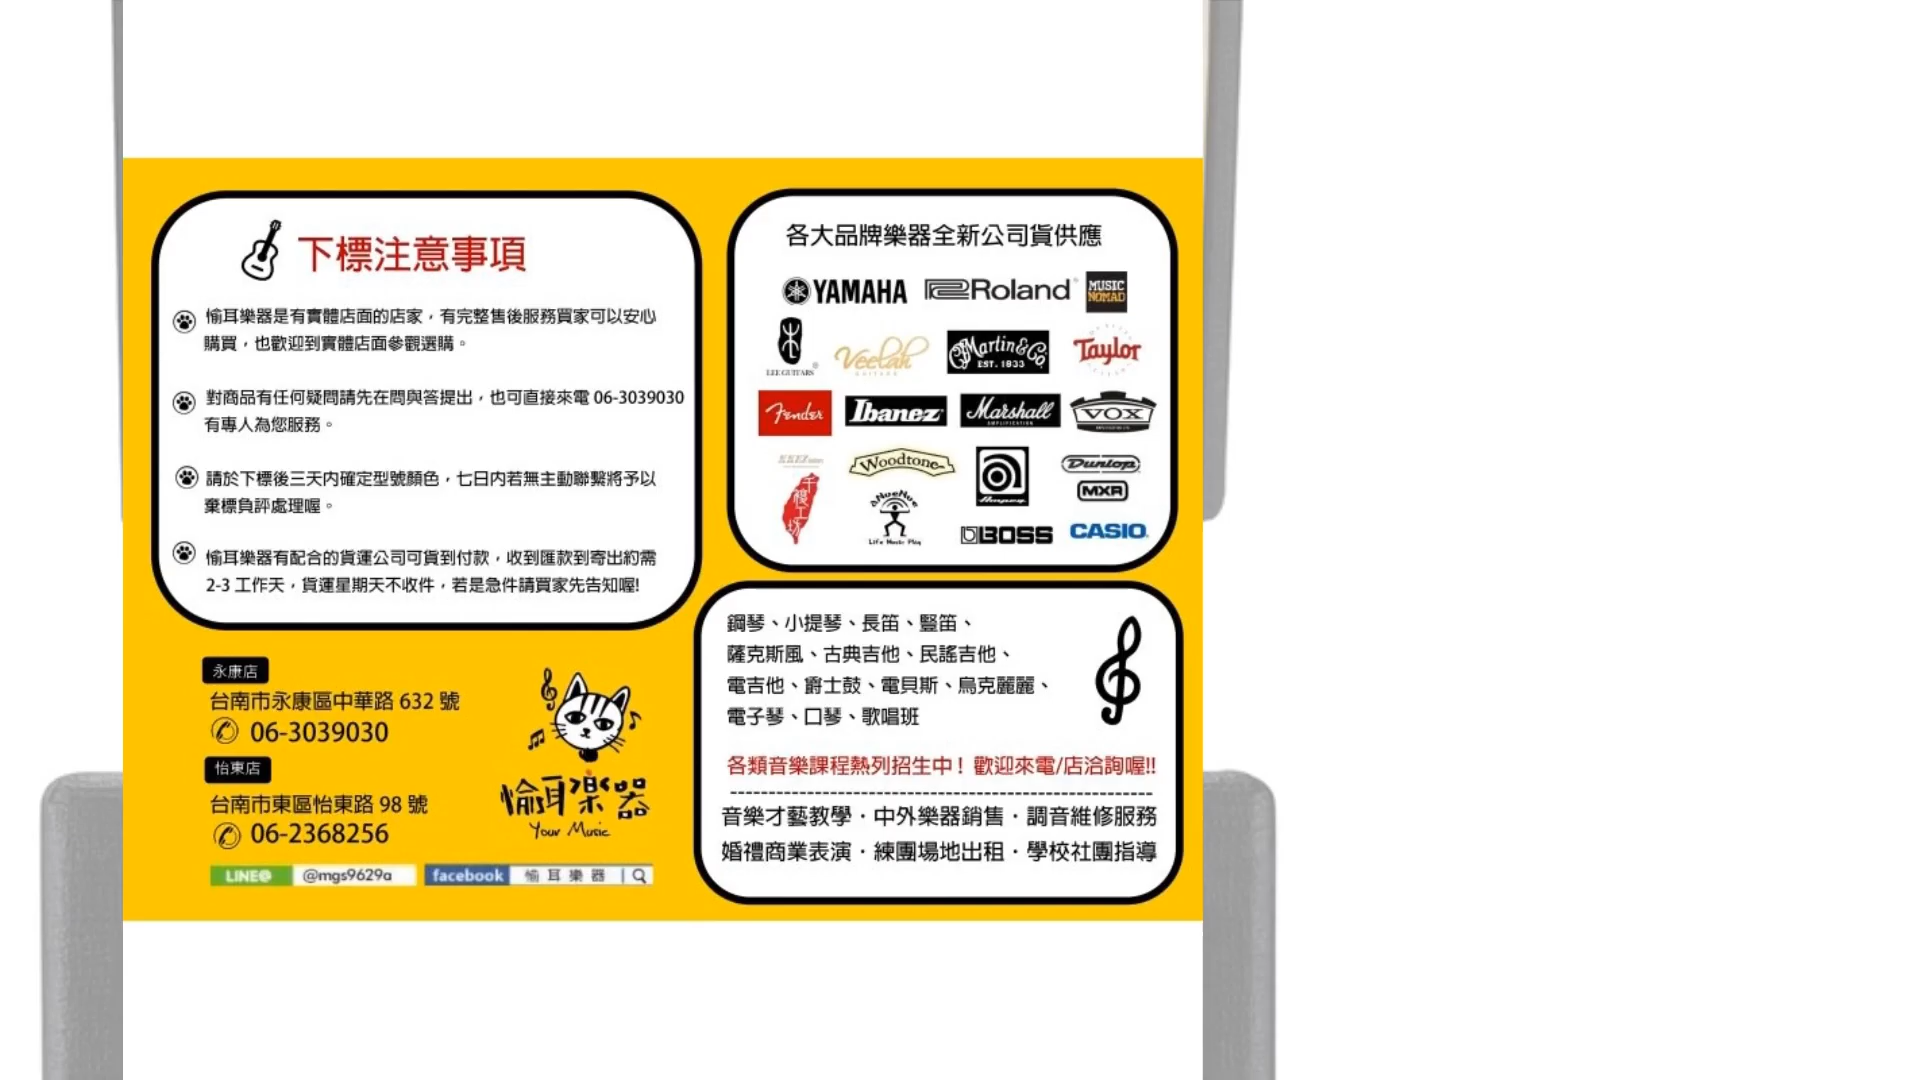 下標注意事項
愉耳樂器是有實體店面的店家，有完整售後服務買家可以安心
購買，也歡迎到實體店面參觀選購。
對商品有任何疑問請先在問與答提出，也可直接來電 06-3039030
有專人為您服務。
請於下標後三天內確定型號顏色，七日內若無主動聯繫將予以
棄標負評處理喔。
愉耳樂器有配合的貨運公司可貨到付款，收到匯款到寄出約需
2-3 工作天，貨運星期天不收件，若是急件請買家先告知喔!
永康店
台南市永康區中華路 632 號
06-3039030
怡東店
台南市東區怡東路 98 號
06-2368256
愉耳樂器
Your Music
LINE@ @mgs9629a facebook 愉耳樂器
各大品牌樂器全新公司貨供應
YAMAHA Roland MUSIC NOMAD
LEE GUITARS Veelah GUITARS Martin & Co. EST. 1833 Taylor
Fender Ibanez Marshall AMPLIFICATION VOX
Woodtone Ampeg Dunlop
MXR
千禩工坊 aNueNue Life Music Play BOSS CASIO
鋼琴、小提琴、長笛、豎笛、
薩克斯風、古典吉他、民謠吉他、
電吉他、爵士鼓、電貝斯、烏克麗麗、
電子琴、口琴、歌唱班
各類音樂課程熱列招生中！歡迎來電/店洽詢喔!!
音樂才藝教學．中外樂器銷售．調音維修服務
婚禮商業表演．練團場地出租．學校社團指導